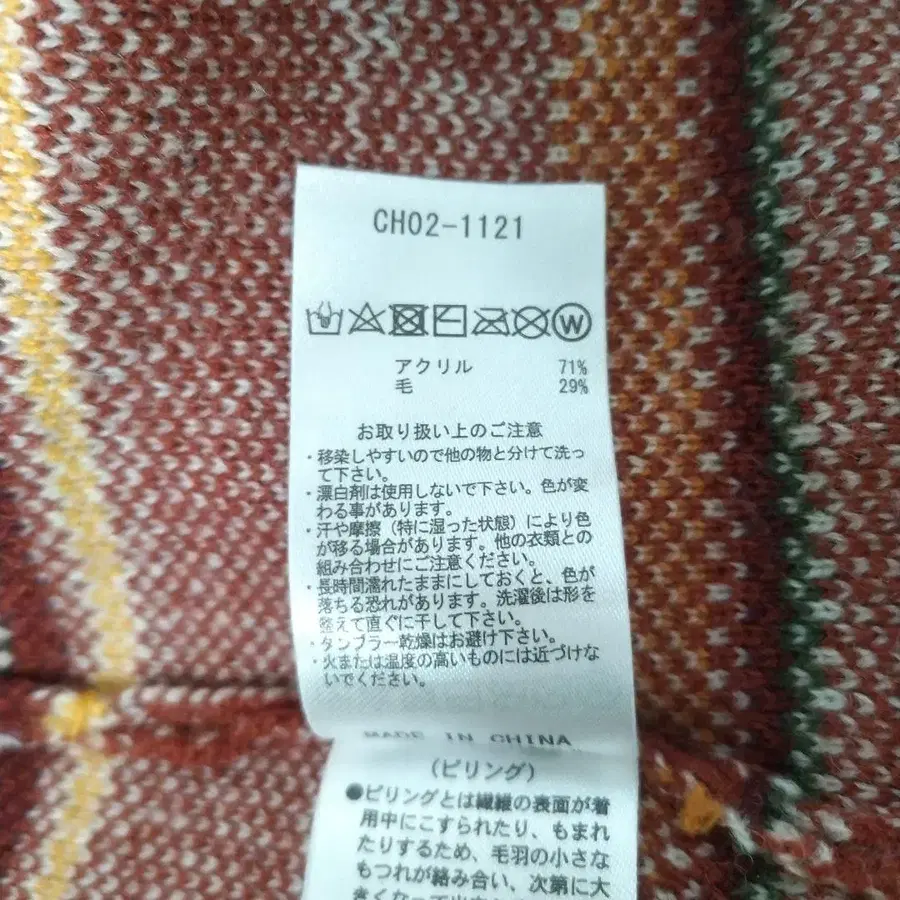 CH02-1121
W
アクリル 71%
毛 29%
お取り扱い上のご注意
・移染しやすいので他の物と分けて洗っ
て下さい。
・漂白剤は使用しないで下さい。色が変
わる事があります。
・汗や摩擦（特に湿った状態）により色
が移る場合があります。他の衣類との
組み合わせにご注意ください。
・長時間濡れたままにしておくと、色が
落ちる恐れがあります。洗濯後は形を
整えて直ぐに干して下さい。
・タンブラー乾燥はお避け下さい。
・火または温度の高いものには近づけな
いでください。
MADE IN CHINA
（ピリング）
●ピリングとは繊維の表面が着
用中にこすられたり、もまれ
たりするため、毛羽の小さな
もつれが絡み合い、次第に大